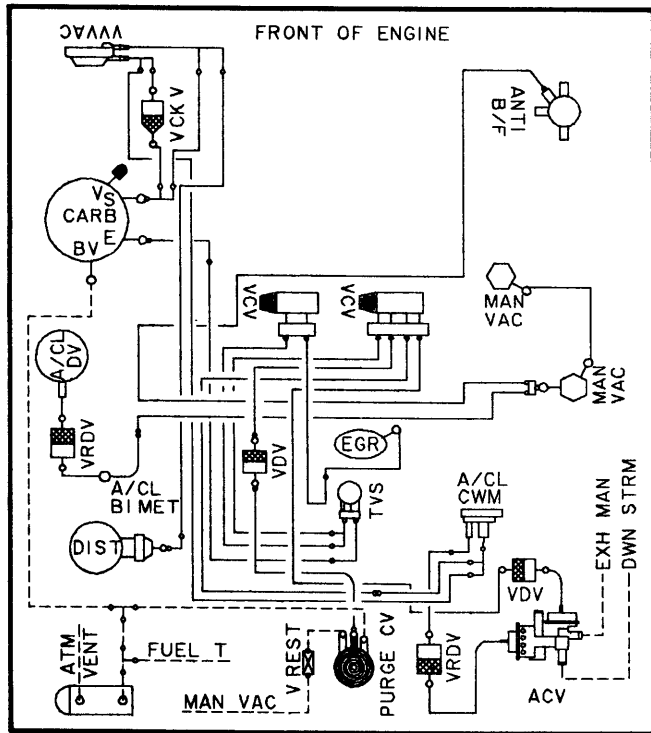 FRONT OF ENGINE
VVVAC
VCK V
ANTI
B/F
VS
CARB
E
BV
VCV
VCV
MAN
VAC
MAN
VAC
A/CL
DV
VRDV
A/CL
BIMET
VDV
EGR
TVS
A/CL
CWM
DIST
EXH MAN
DWN STRM
VDV
ATM
VENT
FUEL T
V REST
PURGE CV
VRDV
ACV
MAN VAC